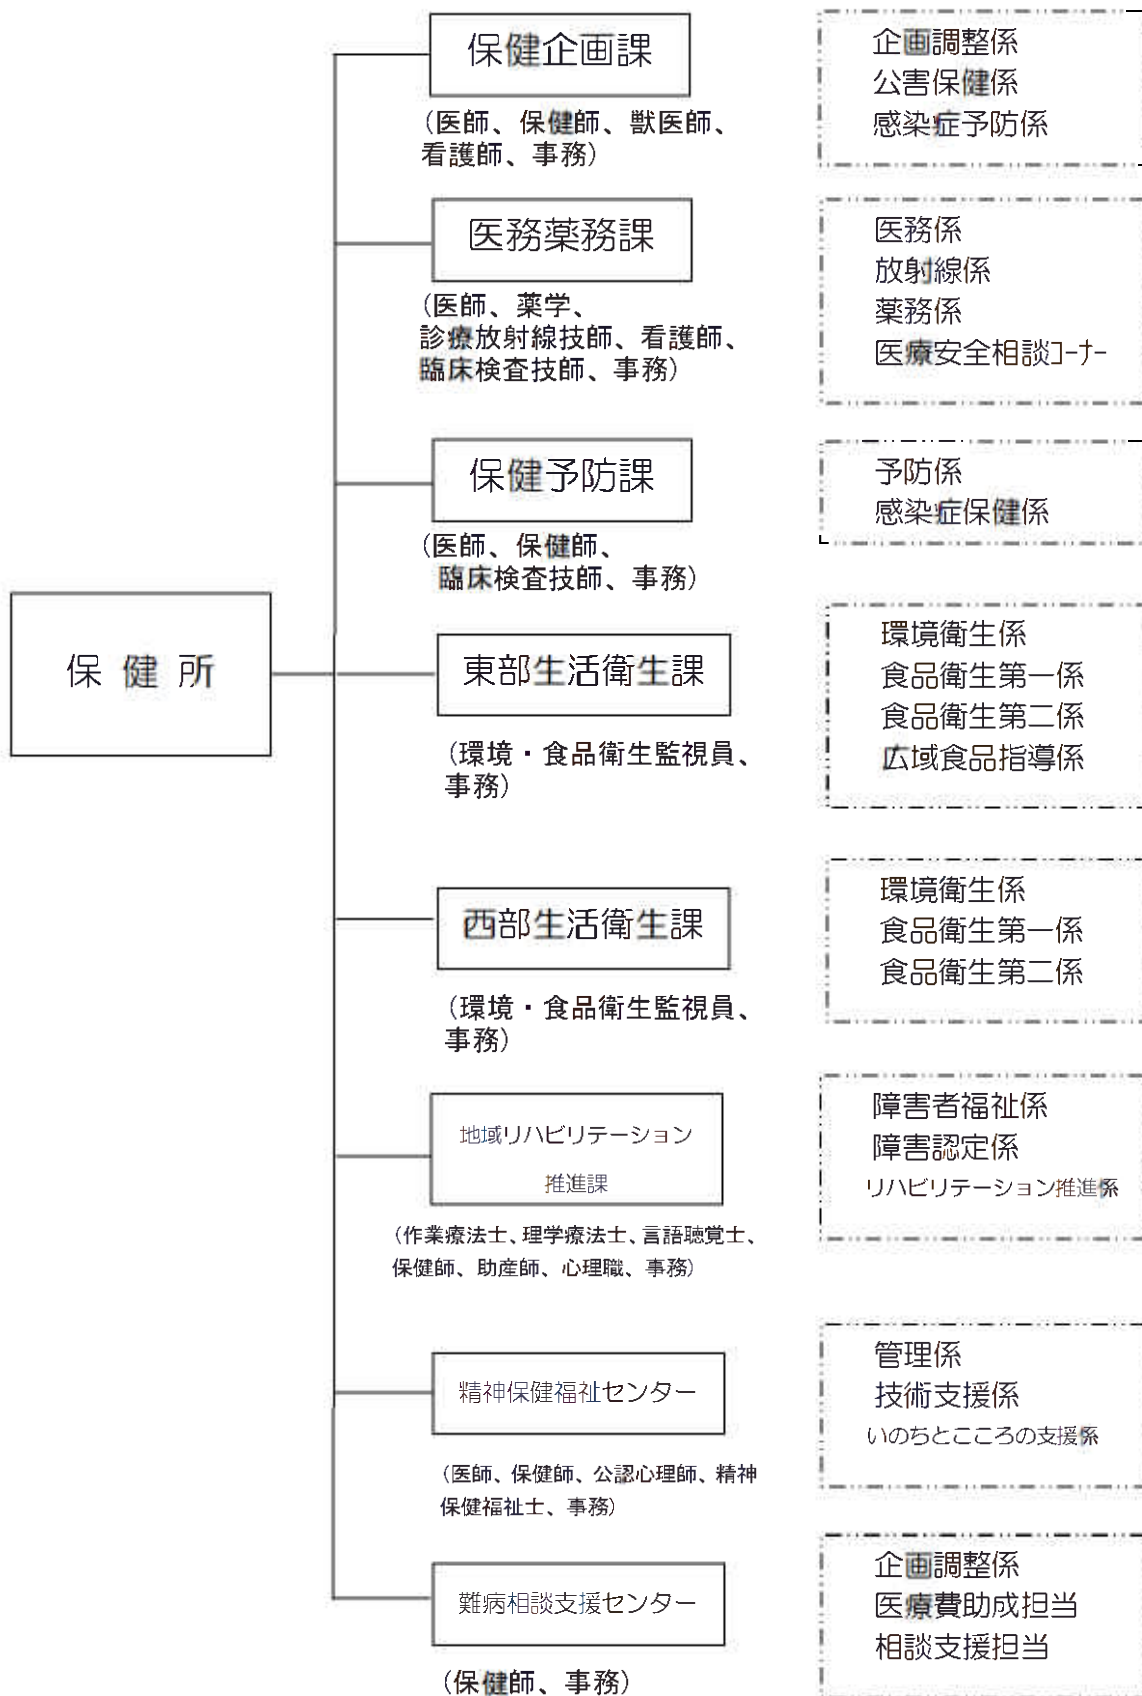 保健企画課
(医師、保健師、獣医師、
看護師、事務)
企画調整係
公害保健係
感染症予防係
医務薬務課
(医師、薬学、
診療放射線技師、看護師、
臨床検査技師、事務)
医務係
放射線係
薬務係
医療安全相談ｺｰﾅｰ
保健予防課
(医師、保健師、
臨床検査技師、事務)
予防係
感染症保健係
保健所
東部生活衛生課
(環境・食品衛生監視員、
事務)
環境衛生係
食品衛生第一係
食品衛生第二係
広域食品指導係
西部生活衛生課
(環境・食品衛生監視員、
事務)
環境衛生係
食品衛生第一係
食品衛生第二係
地域リハビリテーション
推進課
(作業療法士、理学療法士、言語聴覚士、
保健師、助産師、心理職、事務)
障害者福祉係
障害認定係
リハビリテーション推進係
精神保健福祉センター
(医師、保健師、公認心理師、精神
保健福祉士、事務)
管理係
技術支援係
いのちとこころの支援係
難病相談支援センター
(保健師、事務)
企画調整係
医療費助成担当
相談支援担当